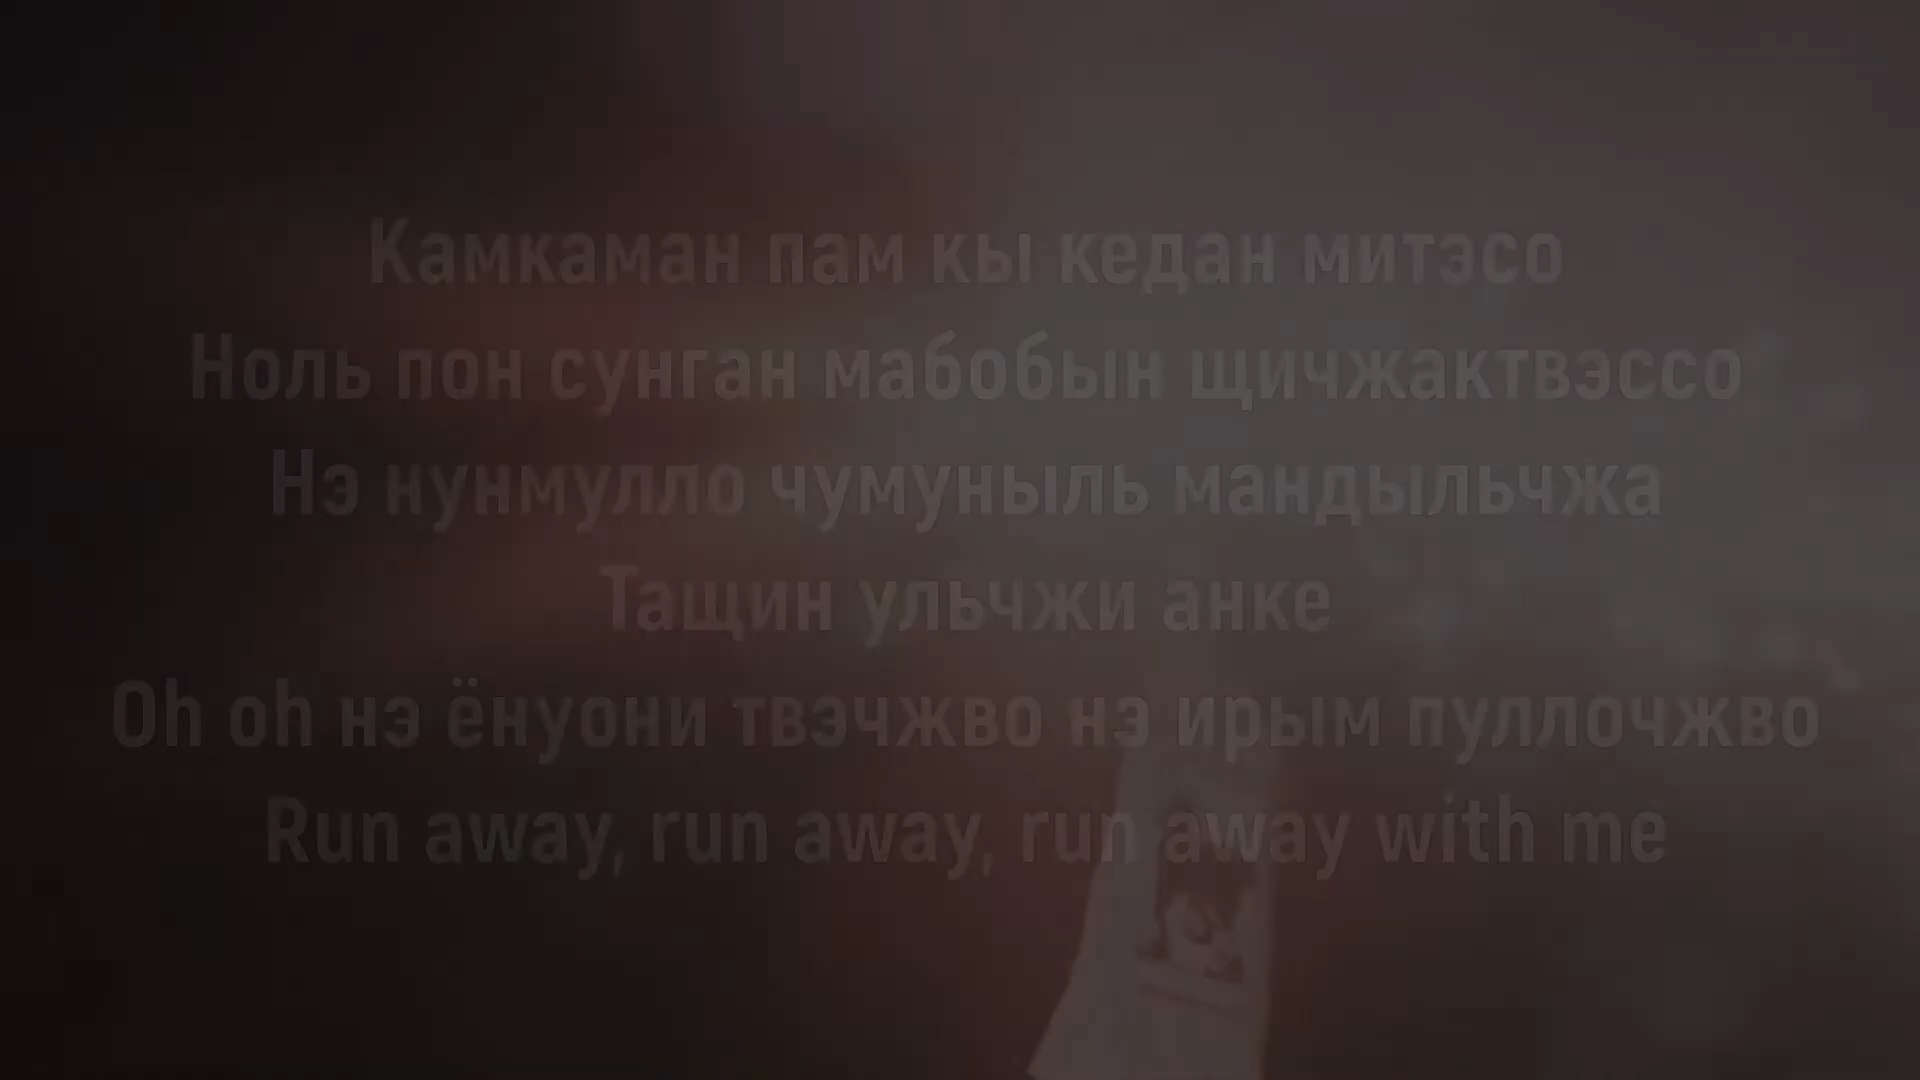 Камкаман пам кы кедан митэсо
Ноль пон сунган мабобын щичжактвэссо
Нэ нунмулло чумуныль мандыльчжа
Тащин ульчжи анке
Oh oh нэ ёнуони твэчжво нэ ирым пуллочжво
Run away, run away, run away with me